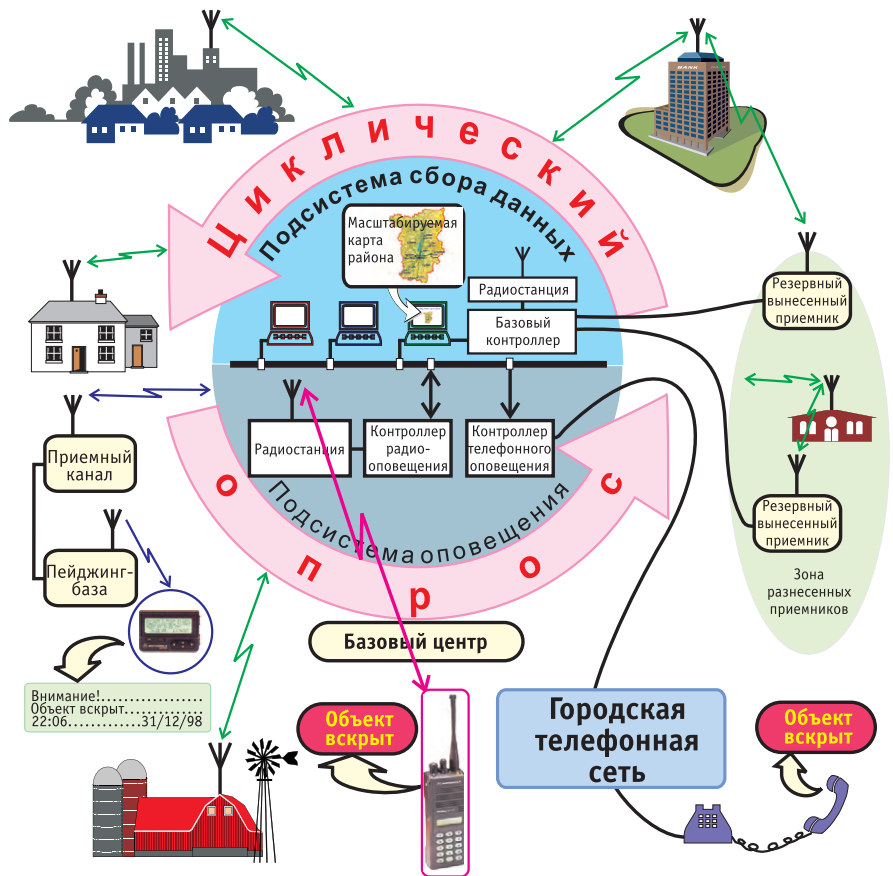 Циклический
Подсистема сбора данных
BANK
Масштабируемая
карта
района
Радиостанция
Базовый
контроллер
Резервный
вынесенный
приемник
Радиостанция
Контроллер
радио-
оповещения
Контроллер
телефонного
оповещения
Подсистема оповещения
опрос
Приемный
канал
Пейджинг-
база
Резервный
вынесенный
приемник
Зона
разнесенных
приемников
Базовый центр
Внимание!...............
Объект вскрыт............
22:06............31/12/98
Объект
вскрыт
Городская
телефонная
сеть
Объект
вскрыт